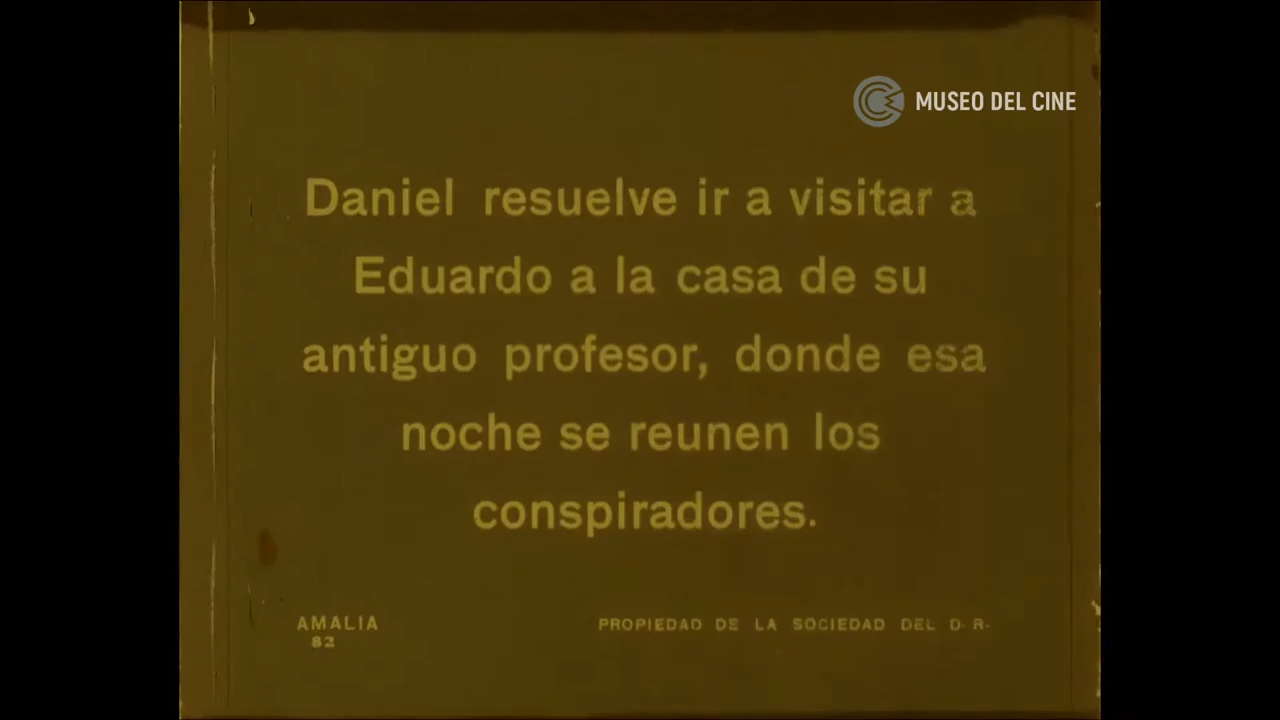 MUSEO DEL CINE
Daniel resuelve ir a visitar a
Eduardo a la casa de su
antiguo profesor, donde esa
noche se reunen los
conspiradores.
AMALIA
82
PROPIEDAD DE LA SOCIEDAD DEL D. R.